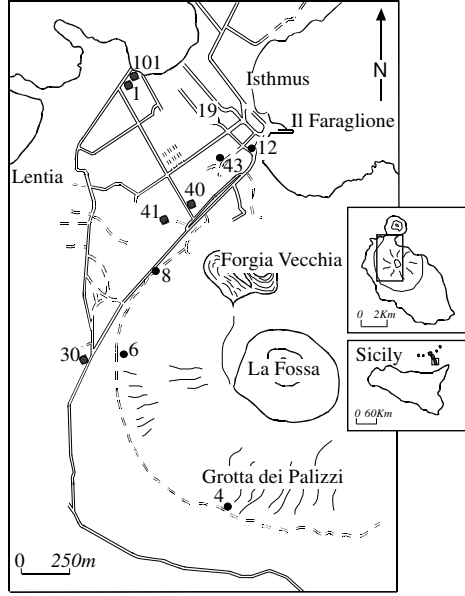 101
1
Isthmus
N
19
Il Faraglione
12
43
Lentia
40
41
Forgia Vecchia
8
0 2Km
30
6
La Fossa
Sicily
0 60Km
Grotta dei Palizzi
4
0 250m